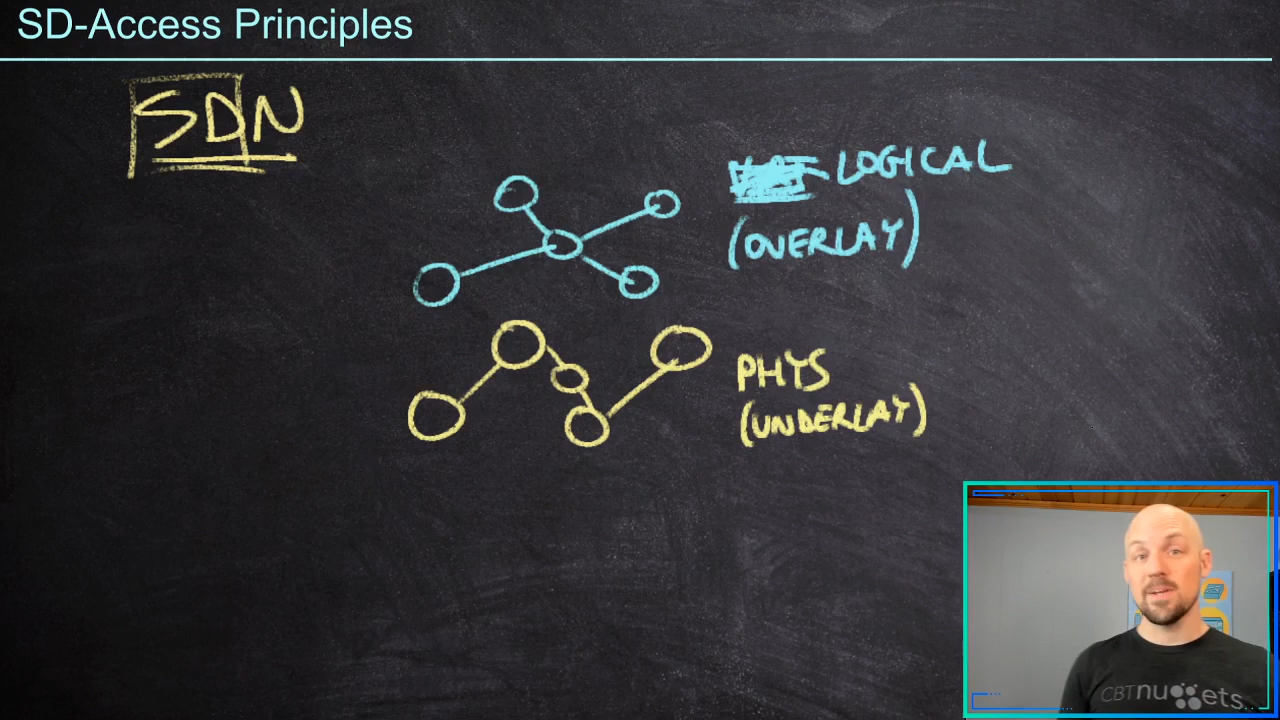 SD-Access Principles
SDN
LOGICAL
(OVERLAY)
PHYS
(UNDERLAY)
CBTnuggets